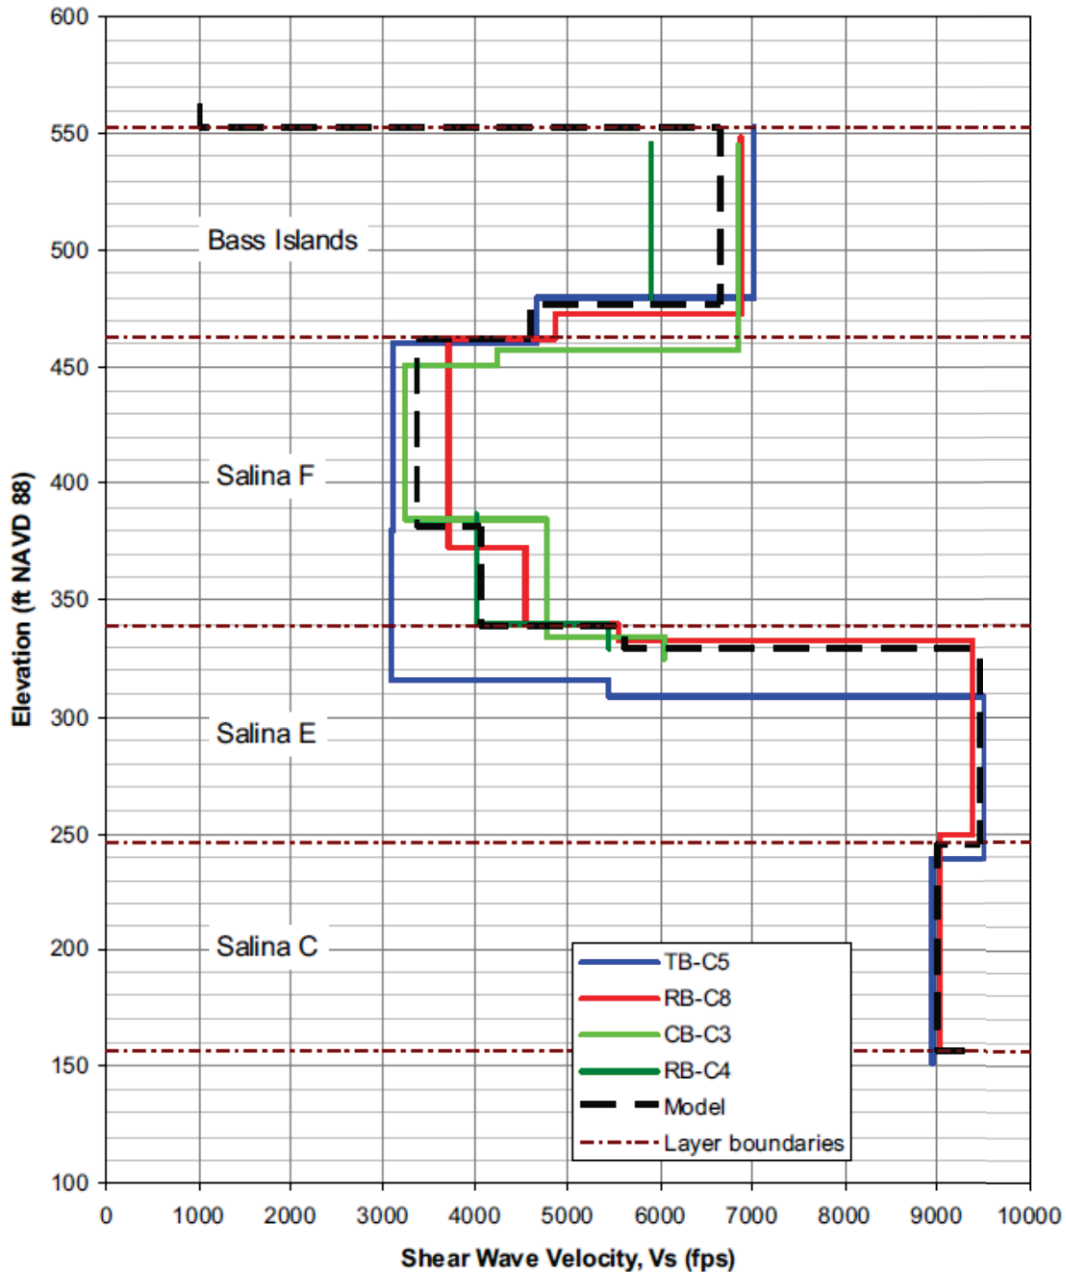 600
550
Bass Islands
500
450
Salina F
400
Elevation (ft NAVD 88)
350
300
Salina E
250
200
Salina C
TB-C5
RB-C8
CB-C3
RB-C4
Model
Layer boundaries
150
100
0 1000 2000 3000 4000 5000 6000 7000 8000 9000 10000
Shear Wave Velocity, Vs (fps)